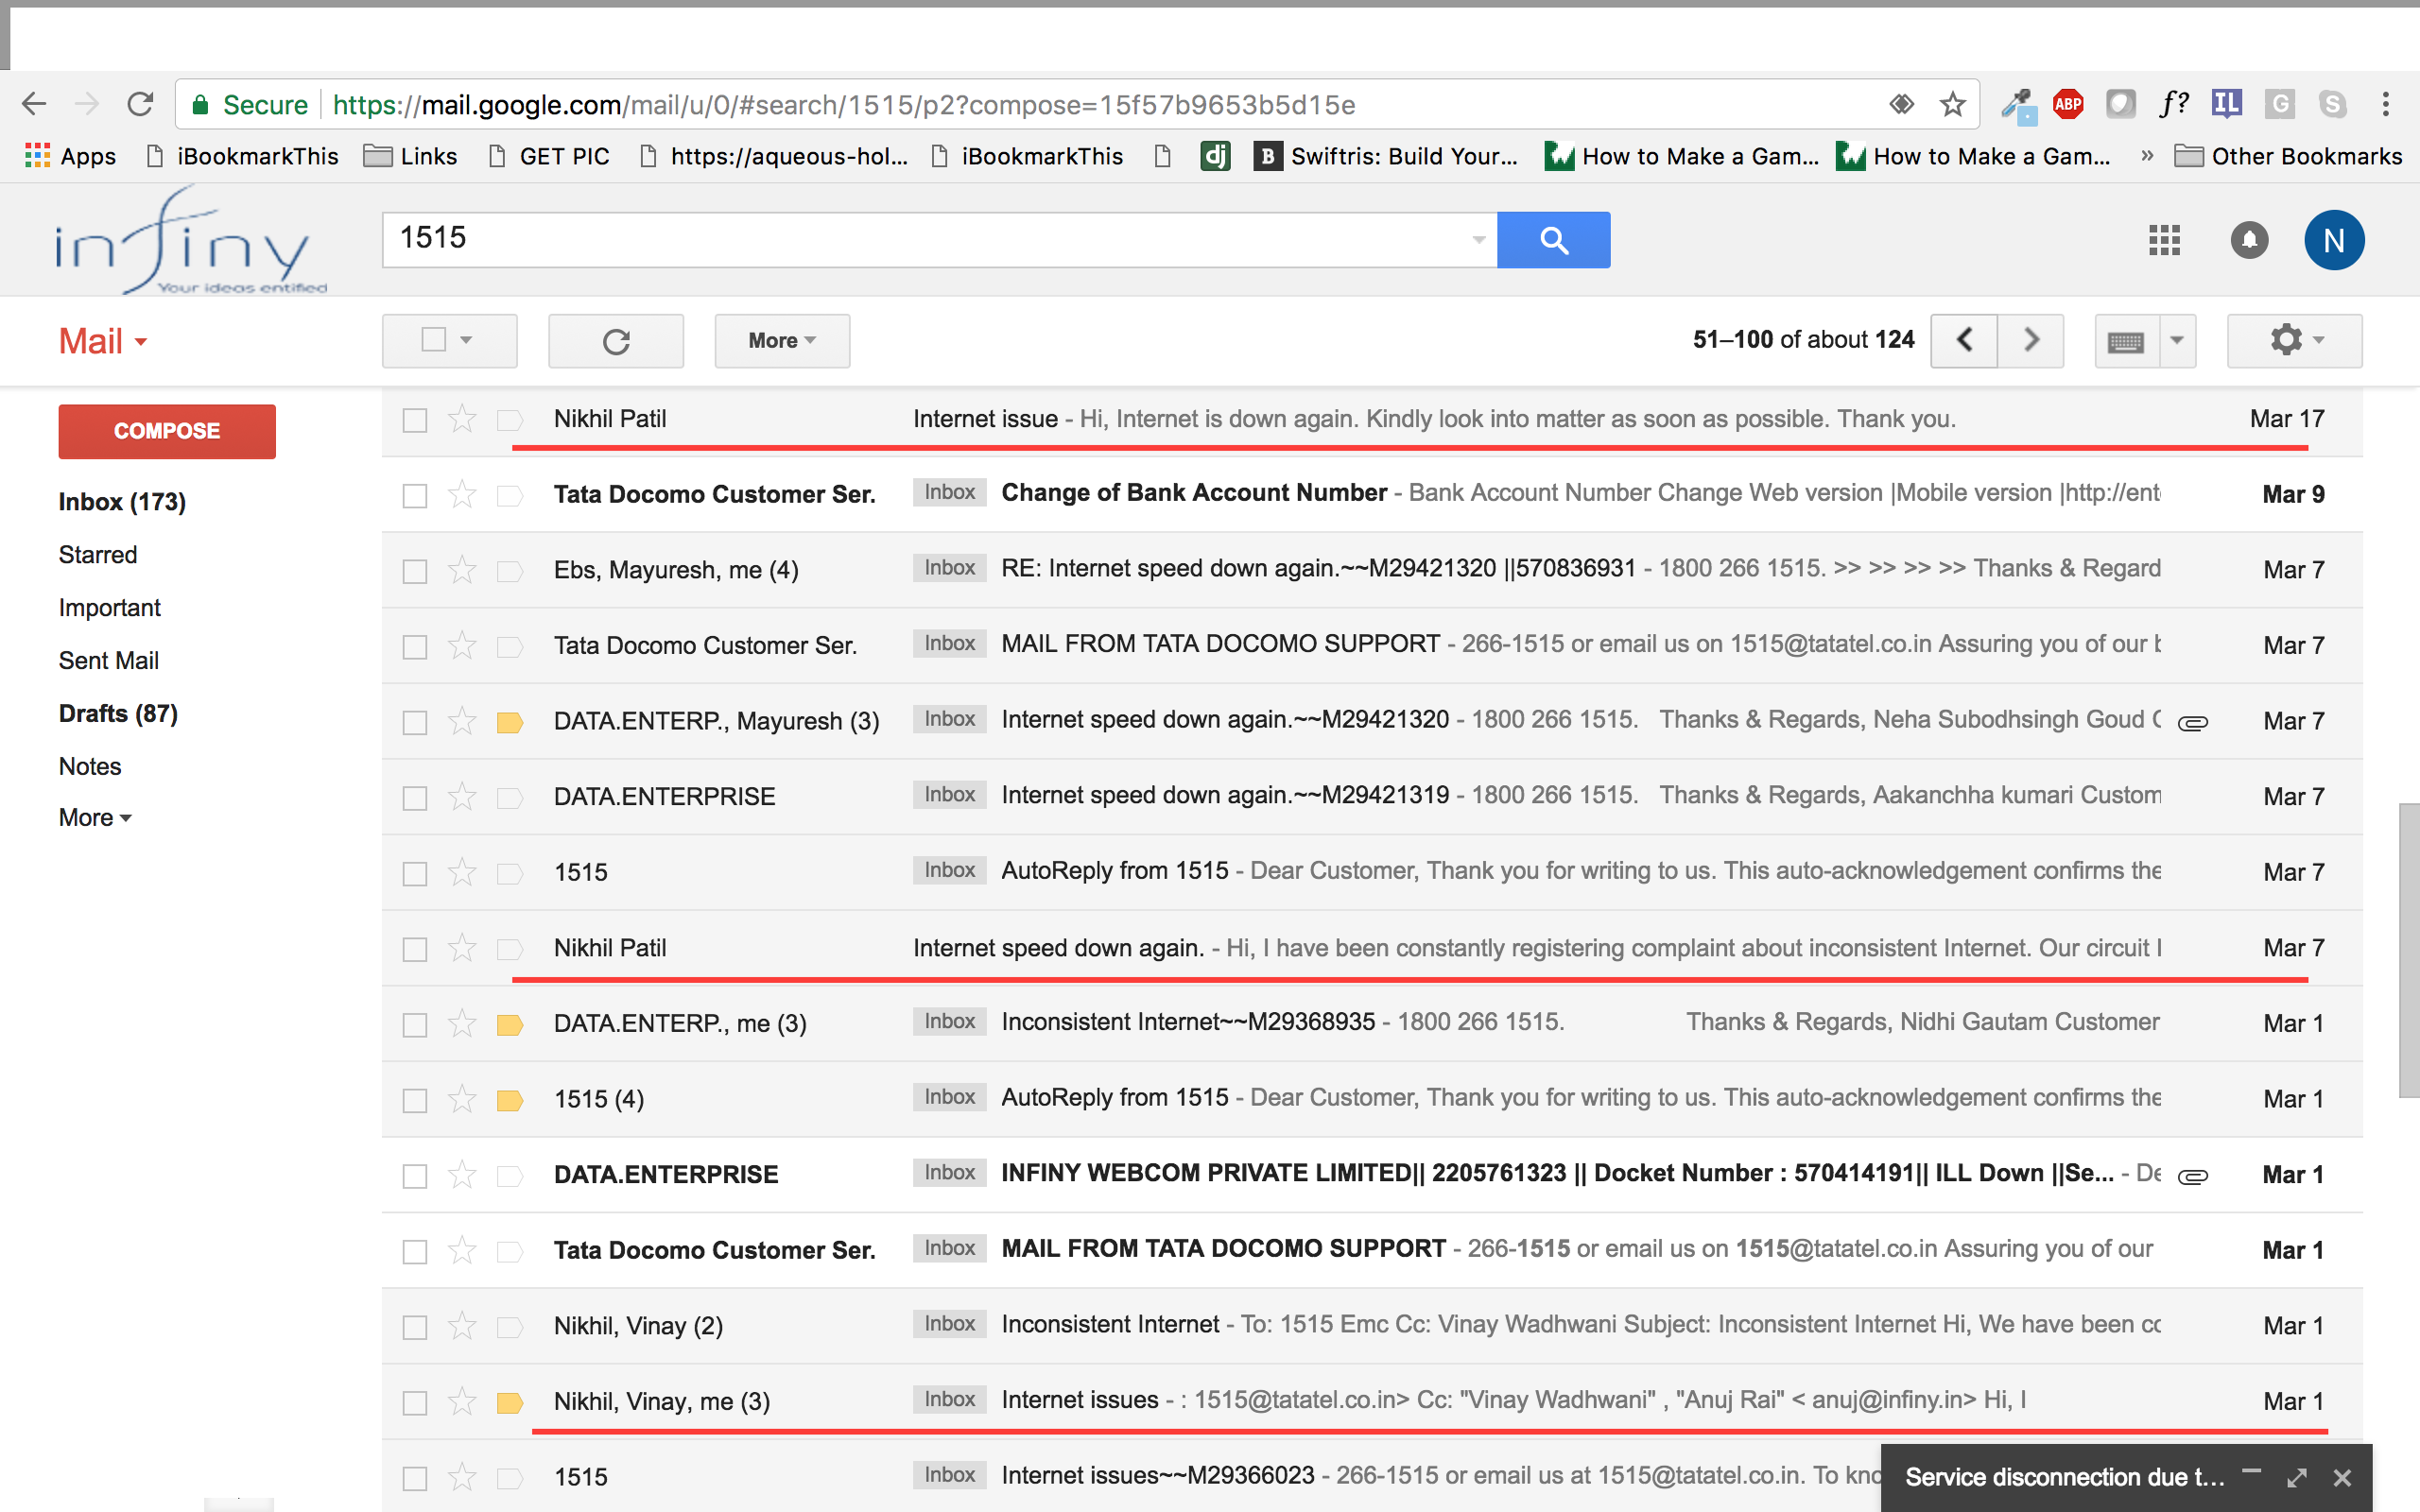 Secure https://mail.google.com/mail/u/0/#search/1515/p2?compose=15f57b9653b5d15e
ABP f? IL G S
Apps iBookmarkThis Links GET PIC https://aqueous-hol... iBookmarkThis dj B Swiftris: Build Your... How to Make a Gam... How to Make a Gam... » Other Bookmarks
infiny
Your ideas entified
1515
N
Mail
More
51–100 of about 124
COMPOSE
Inbox (173)
Starred
Important
Sent Mail
Drafts (87)
Notes
More
Nikhil Patil Internet issue - Hi, Internet is down again. Kindly look into matter as soon as possible. Thank you. Mar 17
Tata Docomo Customer Ser. Inbox Change of Bank Account Number - Bank Account Number Change Web version |Mobile version |http://ent Mar 9
Ebs, Mayuresh, me (4) Inbox RE: Internet speed down again.~~M29421320 ||570836931 - 1800 266 1515. >> >> >> >> Thanks & Regard Mar 7
Tata Docomo Customer Ser. Inbox MAIL FROM TATA DOCOMO SUPPORT - 266-1515 or email us on 1515@tatatel.co.in Assuring you of our Mar 7
DATA.ENTERP., Mayuresh (3) Inbox Internet speed down again.~~M29421320 - 1800 266 1515. Thanks & Regards, Neha Subodhsingh Goud Mar 7
DATA.ENTERPRISE Inbox Internet speed down again.~~M29421319 - 1800 266 1515. Thanks & Regards, Aakanchha kumari Custom Mar 7
1515 Inbox AutoReply from 1515 - Dear Customer, Thank you for writing to us. This auto-acknowledgement confirms the Mar 7
Nikhil Patil Internet speed down again. - Hi, I have been constantly registering complaint about inconsistent Internet. Our circuit Mar 7
DATA.ENTERP., me (3) Inbox Inconsistent Internet~~M29368935 - 1800 266 1515. Thanks & Regards, Nidhi Gautam Customer Mar 1
1515 (4) Inbox AutoReply from 1515 - Dear Customer, Thank you for writing to us. This auto-acknowledgement confirms the Mar 1
DATA.ENTERPRISE Inbox INFINY WEBCOM PRIVATE LIMITED|| 2205761323 || Docket Number : 570414191|| ILL Down ||Se... - De Mar 1
Tata Docomo Customer Ser. Inbox MAIL FROM TATA DOCOMO SUPPORT - 266-1515 or email us on 1515@tatatel.co.in Assuring you of our Mar 1
Nikhil, Vinay (2) Inbox Inconsistent Internet - To: 1515 Emc Cc: Vinay Wadhwani Subject: Inconsistent Internet Hi, We have been co Mar 1
Nikhil, Vinay, me (3) Inbox Internet issues - : 1515@tatatel.co.in> Cc: "Vinay Wadhwani" , "Anuj Rai" < anuj@infiny.in> Hi, I Mar 1
1515 Inbox Internet issues~~M29366023 - 266-1515 or email us at 1515@tatatel.co.in. To kno
Service disconnection due t...